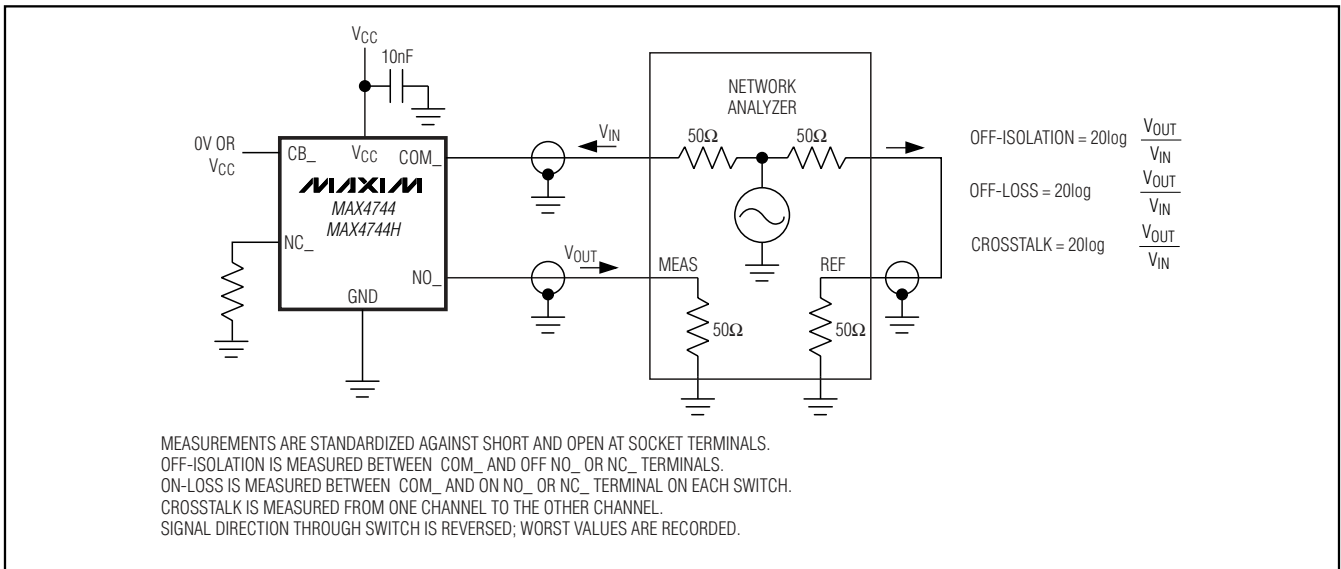 VCC
10nF
0V OR
VCC
CB_
VCC
COM_
MAXIM
MAX4744
MAX4744H
NC_
NO_
GND
VIN
VOUT
NETWORK
ANALYZER
50Ω
50Ω
MEAS
REF
50Ω
50Ω
OFF-ISOLATION = 20log VOUT
VIN
OFF-LOSS = 20log VOUT
VIN
CROSSTALK = 20log VOUT
VIN
MEASUREMENTS ARE STANDARDIZED AGAINST SHORT AND OPEN AT SOCKET TERMINALS.
OFF-ISOLATION IS MEASURED BETWEEN COM_ AND OFF NO_ OR NC_ TERMINALS.
ON-LOSS IS MEASURED BETWEEN COM_ AND ON NO_ OR NC_ TERMINAL ON EACH SWITCH.
CROSSTALK IS MEASURED FROM ONE CHANNEL TO THE OTHER CHANNEL.
SIGNAL DIRECTION THROUGH SWITCH IS REVERSED; WORST VALUES ARE RECORDED.